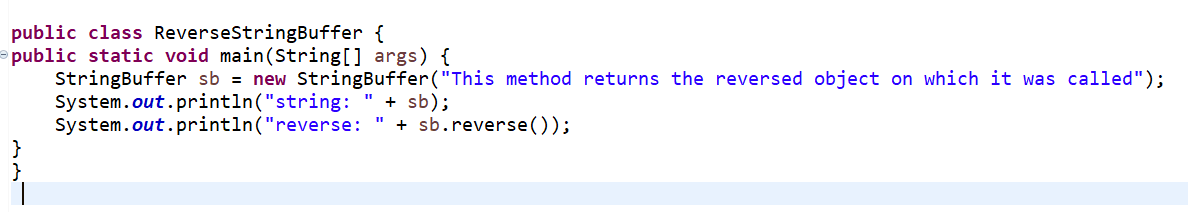 public class ReverseStringBuffer {
public static void main(String[] args) {
    StringBuffer sb = new StringBuffer("This method returns the reversed object on which it was called");
    System.out.println("string: " + sb);
    System.out.println("reverse: " + sb.reverse());
}
}